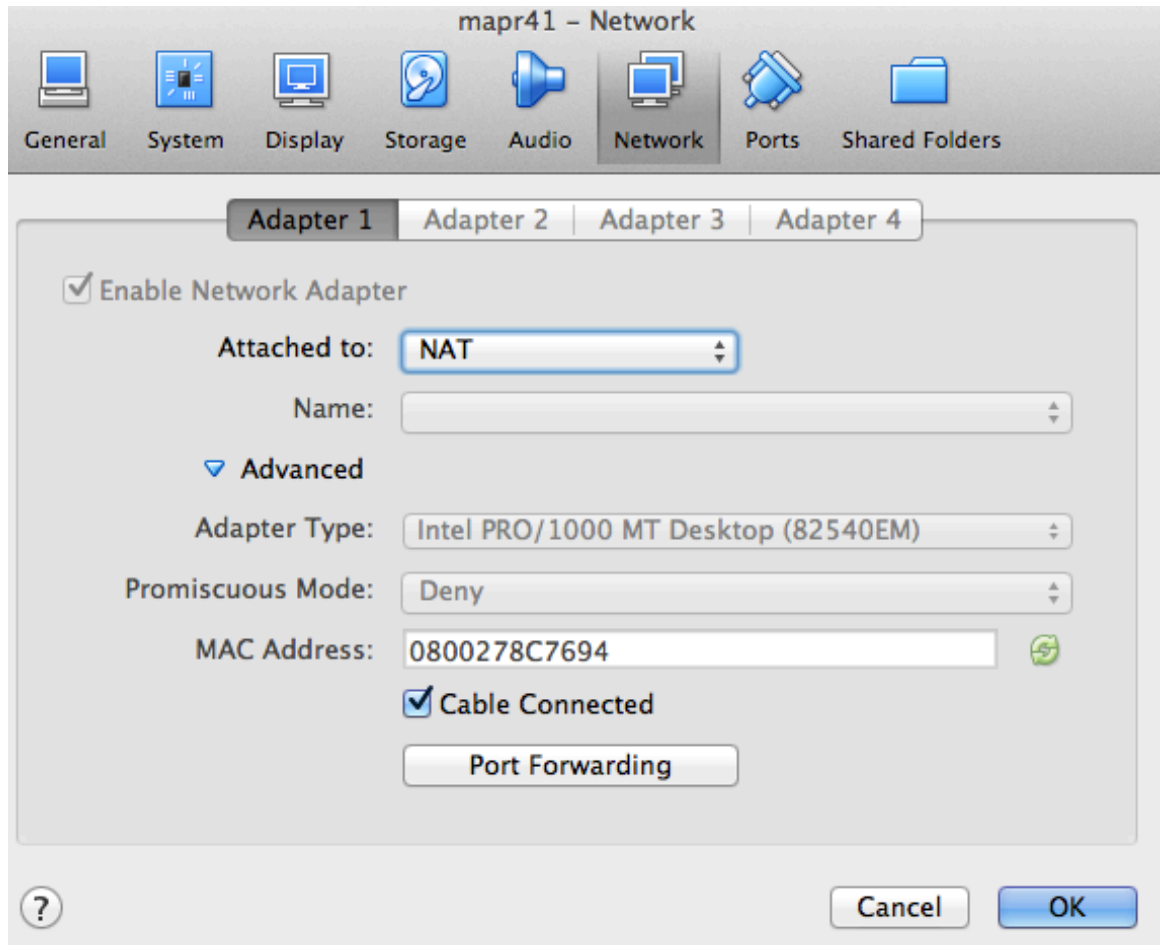 mapr41 – Network
General System Display Storage Audio Network Ports Shared Folders
Adapter 1 Adapter 2 Adapter 3 Adapter 4
Enable Network Adapter
Attached to: NAT
Name:
Advanced
Adapter Type: Intel PRO/1000 MT Desktop (82540EM)
Promiscuous Mode: Deny
MAC Address: 0800278C7694
Cable Connected
Port Forwarding
? Cancel OK